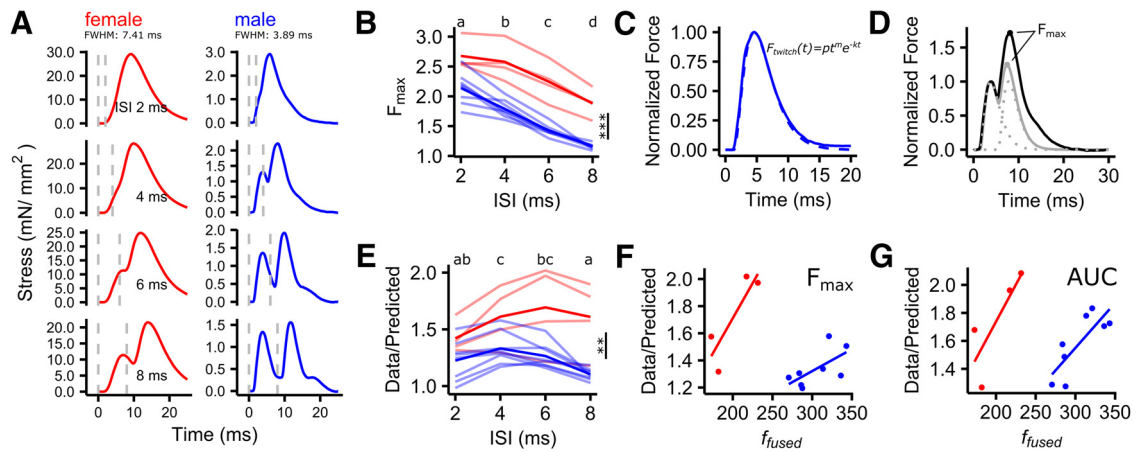 A
female
FWHM: 7.41 ms
male
FWHM: 3.89 ms
Stress (mN/ mm²)
30.0
20.0
10.0
0.0
ISI 2 ms
2.0
1.0
0.0
20.0
10.0
0.0
4 ms
2.0
1.5
1.0
0.5
0.0
25.0
20.0
15.0
10.0
5.0
0.0
6 ms
2.0
1.5
1.0
0.5
0.0
20.0
15.0
10.0
5.0
0.0
8 ms
1.5
1.0
0.5
0.0
0 10 20
0 10 20
Time (ms)
B
a b c d
Fmax
3.0
2.5
2.0
1.5
1.0
***
2 4 6 8
ISI (ms)
C
Normalized Force
1.00
0.75
0.50
0.25
0.00
F_twitch(t)=pt^m e^-kt
0 5 10 15 20
Time (ms)
D
Normalized Force
1.5
1.0
0.5
0.0
Fmax
0 10 20 30
Time (ms)
E
ab c bc a
Data/Predicted
2.0
1.5
1.0
**
2 4 6 8
ISI (ms)
F
Fmax
Data/Predicted
2.0
1.8
1.6
1.4
1.2
200 250 300 350
f_fused
G
AUC
Data/Predicted
2.0
1.8
1.6
1.4
200 250 300 350
f_fused